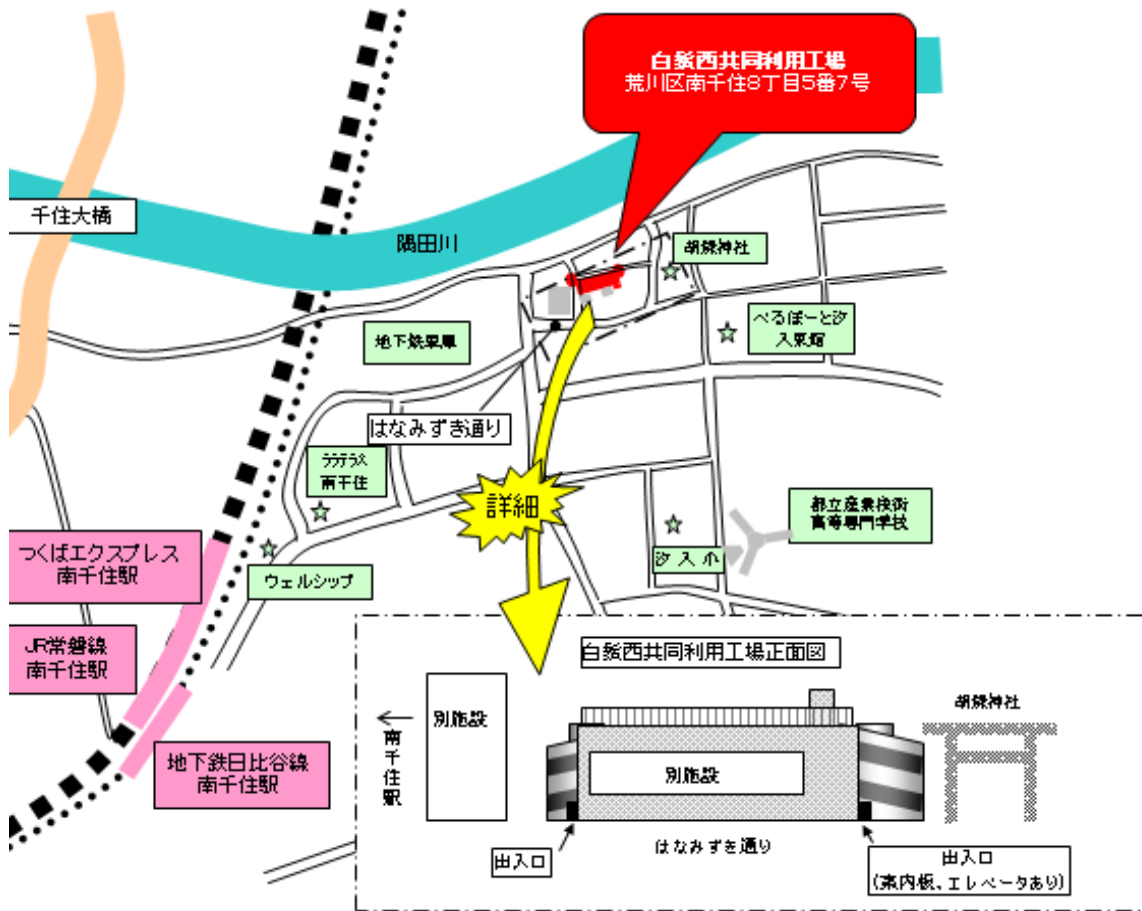 白鬚西共同利用工場
荒川区南千住8丁目5番7号
千住大橋
隅田川
胡録神社
べるぽーと汐
入東館
地下鉄車庫
はなみずき通り
ララテラス
南千住
詳細
都立産業技術
高等専門学校
汐入小
つくばエクスプレス
南千住駅
ウェルシップ
JR常磐線
南千住駅
地下鉄日比谷線
南千住駅
白鬚西共同利用工場正面図
←
南千住駅
別施設
別施設
胡録神社
はなみずき通り
出入口
出入口
(案内板、エレベータあり)